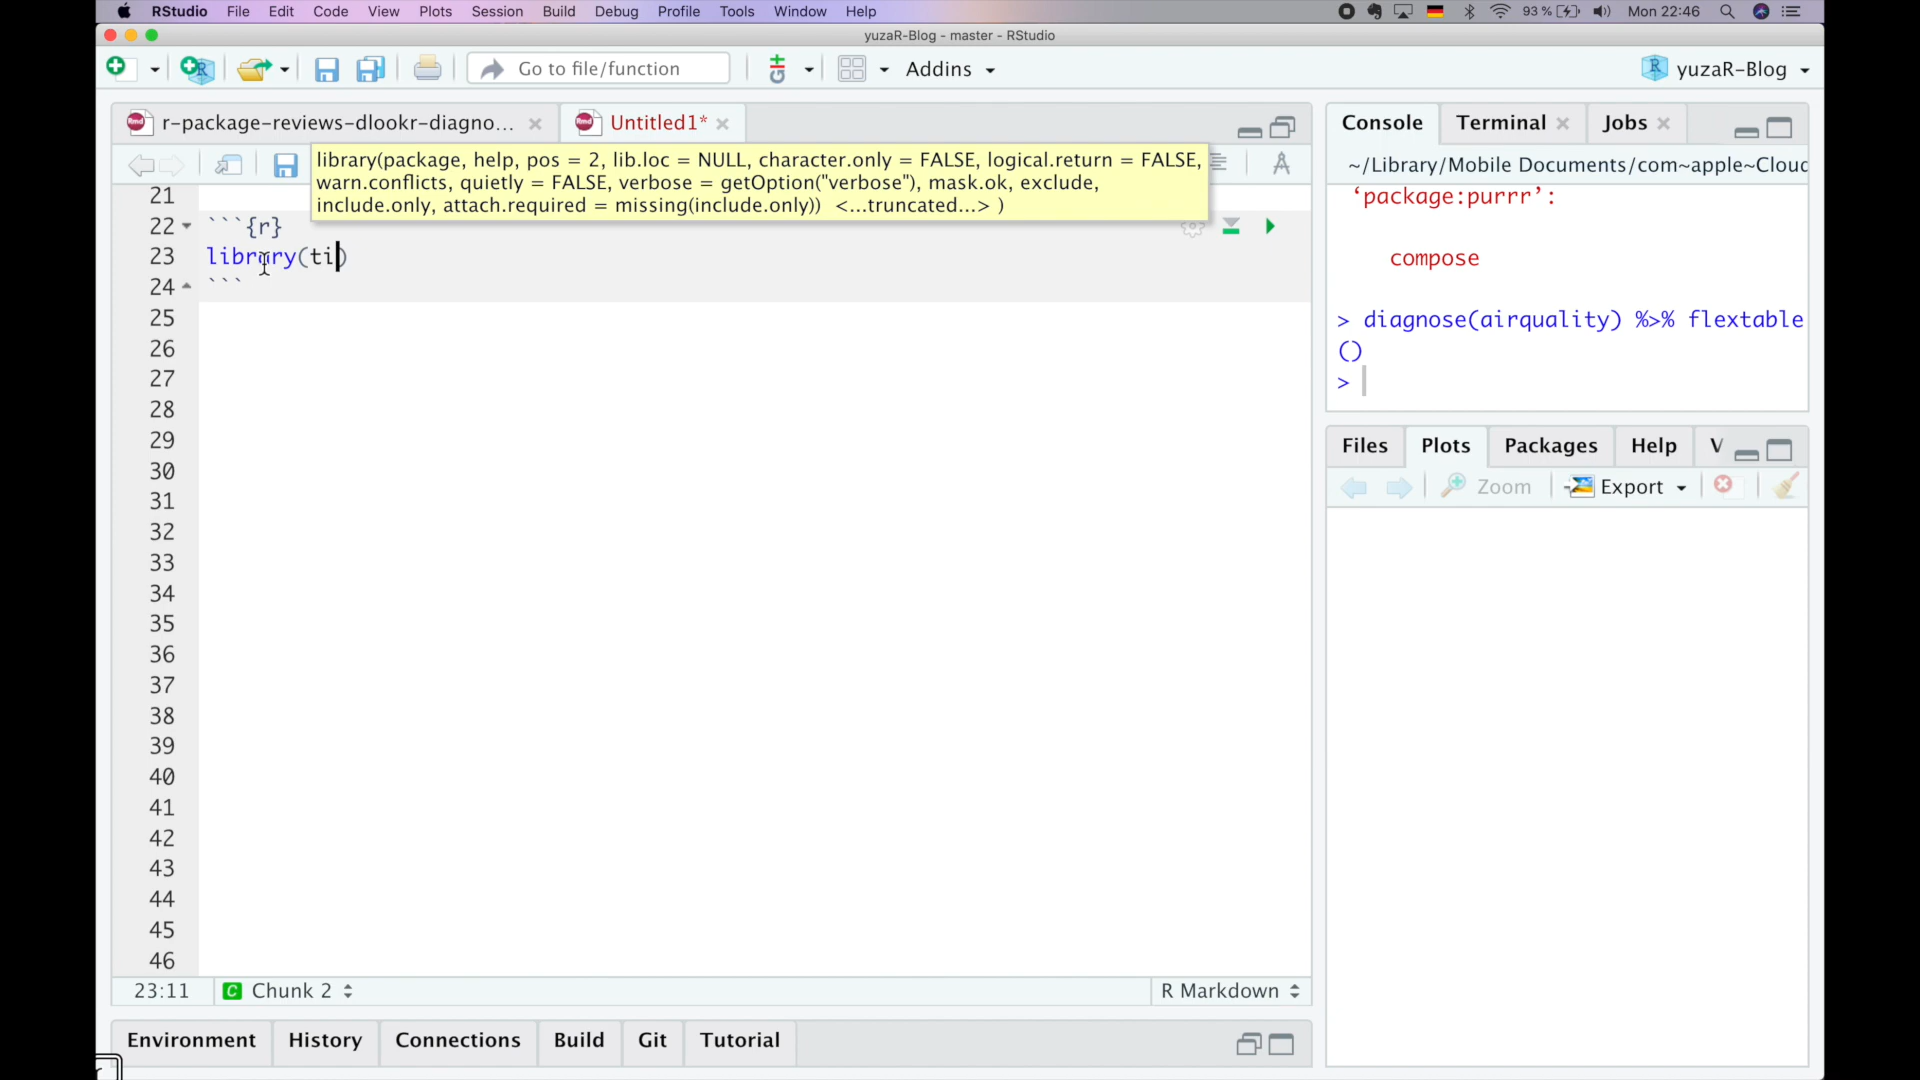 RStudio File Edit Code View Plots Session Build Debug Profile Tools Window Help 93 % Mon 22:46
yuzaR-Blog - master - RStudio
Go to file/function Addins yuzaR-Blog
r-package-reviews-dlookr-diagno... Untitled1*
library(package, help, pos = 2, lib.loc = NULL, character.only = FALSE, logical.return = FALSE,
warn.conflicts, quietly = FALSE, verbose = getOption("verbose"), mask.ok, exclude,
include.only, attach.required = missing(include.only)) <...truncated...> )
21
22 ```{r}
23 library(ti)
24 ```
25
26
27
28
29
30
31
32
33
34
35
36
37
38
39
40
41
42
43
44
45
46
23:11 Chunk 2 R Markdown
Environment History Connections Build Git Tutorial
Console Terminal Jobs
~/Library/Mobile Documents/com~apple~Cloud
‘package:purrr’:
compose
> diagnose(airquality) %>% flextable
()
>
Files Plots Packages Help V
Zoom Export